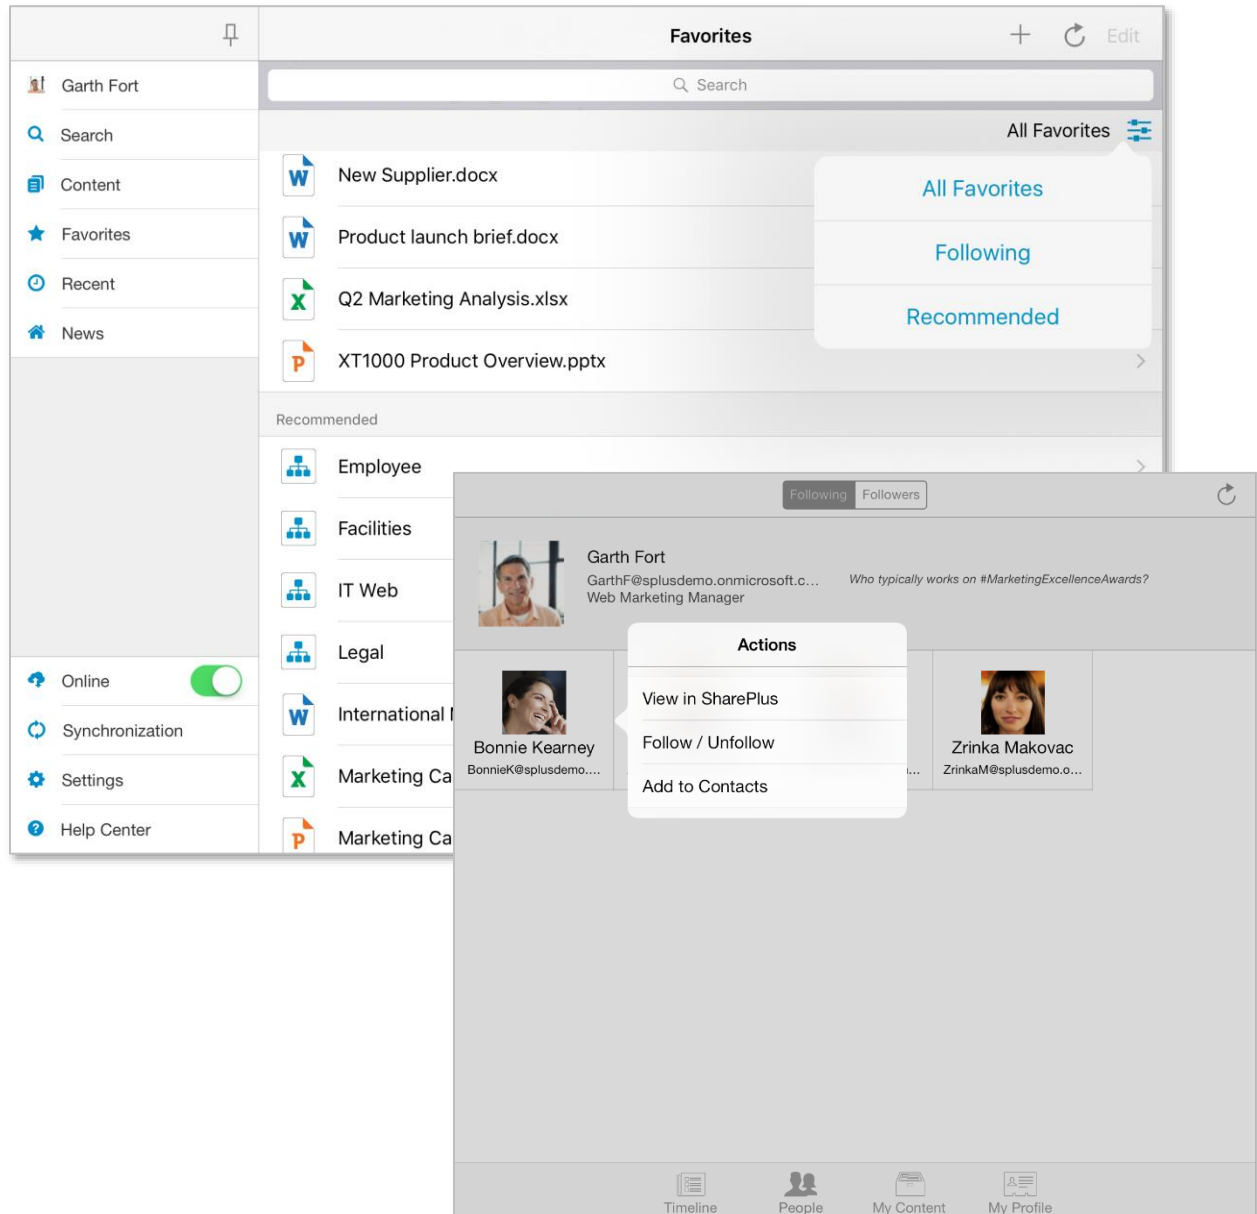 Favorites
Edit
Garth Fort
Search
Content
Favorites
Recent
News
Online
Synchronization
Settings
Help Center
Search
All Favorites
New Supplier.docx
Product launch brief.docx
Q2 Marketing Analysis.xlsx
XT1000 Product Overview.pptx
All Favorites
Following
Recommended
Recommended
Employee
Facilities
IT Web
Legal
International
Marketing Ca
Marketing Ca
Following Followers
Garth Fort
GarthF@splusdemo.onmicrosoft.c...
Web Marketing Manager
Who typically works on #MarketingExcellenceAwards?
Actions
View in SharePlus
Follow / Unfollow
Add to Contacts
Bonnie Kearney
BonnieK@splusdemo....
Zrinka Makovac
ZrinkaM@splusdemo.o...
Timeline People My Content My Profile